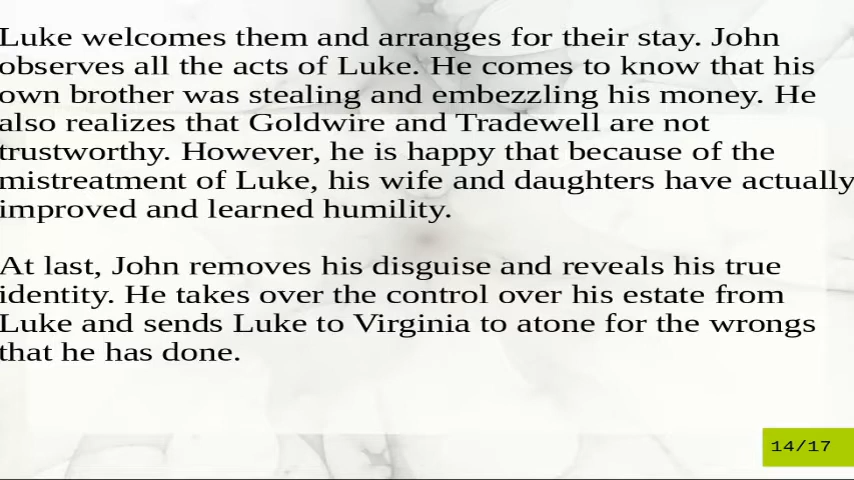 Luke welcomes them and arranges for their stay. John
observes all the acts of Luke. He comes to know that his
own brother was stealing and embezzling his money. He
also realizes that Goldwire and Tradewell are not
trustworthy. However, he is happy that because of the
mistreatment of Luke, his wife and daughters have actually
improved and learned humility.
At last, John removes his disguise and reveals his true
identity. He takes over the control over his estate from
Luke and sends Luke to Virginia to atone for the wrongs
that he has done.
14/17